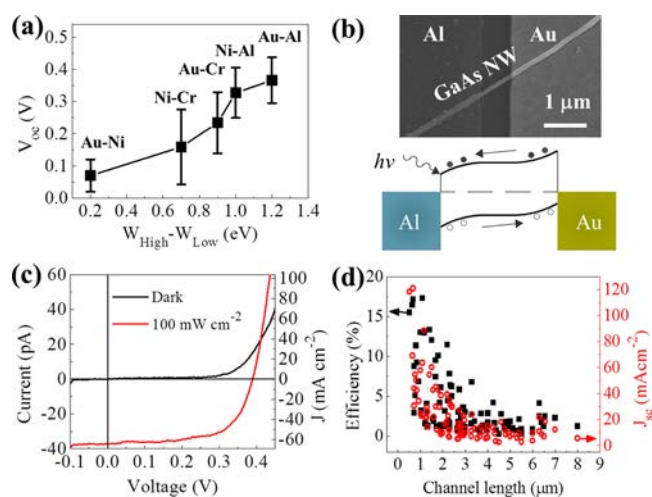 (a)
V_oc (V)
0.5
0.4
0.3
0.2
0.1
0.0
Au-Ni
Ni-Cr
Au-Cr
Ni-Al
Au-Al
0.2 0.4 0.6 0.8 1.0 1.2 1.4
W_High-W_Low (eV)
(b)
Al
Au
GaAs NW
1 μm
hν
Al
Au
(c)
Current (pA)
60
40
20
0
-20
-40
Dark
100 mW cm⁻²
100
80
60
40
20
0
-20
-40
-60
J (mA cm⁻²)
-0.1 0.0 0.1 0.2 0.3 0.4
Voltage (V)
(d)
Efficiency (%)
20
15
10
5
0
120
100
80
60
40
20
0
J_sc (mAcm⁻²)
0 1 2 3 4 5 6 7 8 9
Channel length (μm)